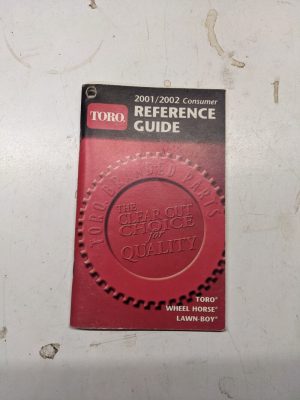 2001/2002 Consumer
TORO®
REFERENCE
GUIDE
TORO BRANDED PARTS
THE
CLEAR CUT
CHOICE
for
QUALITY
TORO®
WHEEL HORSE®
LAWN-BOY®